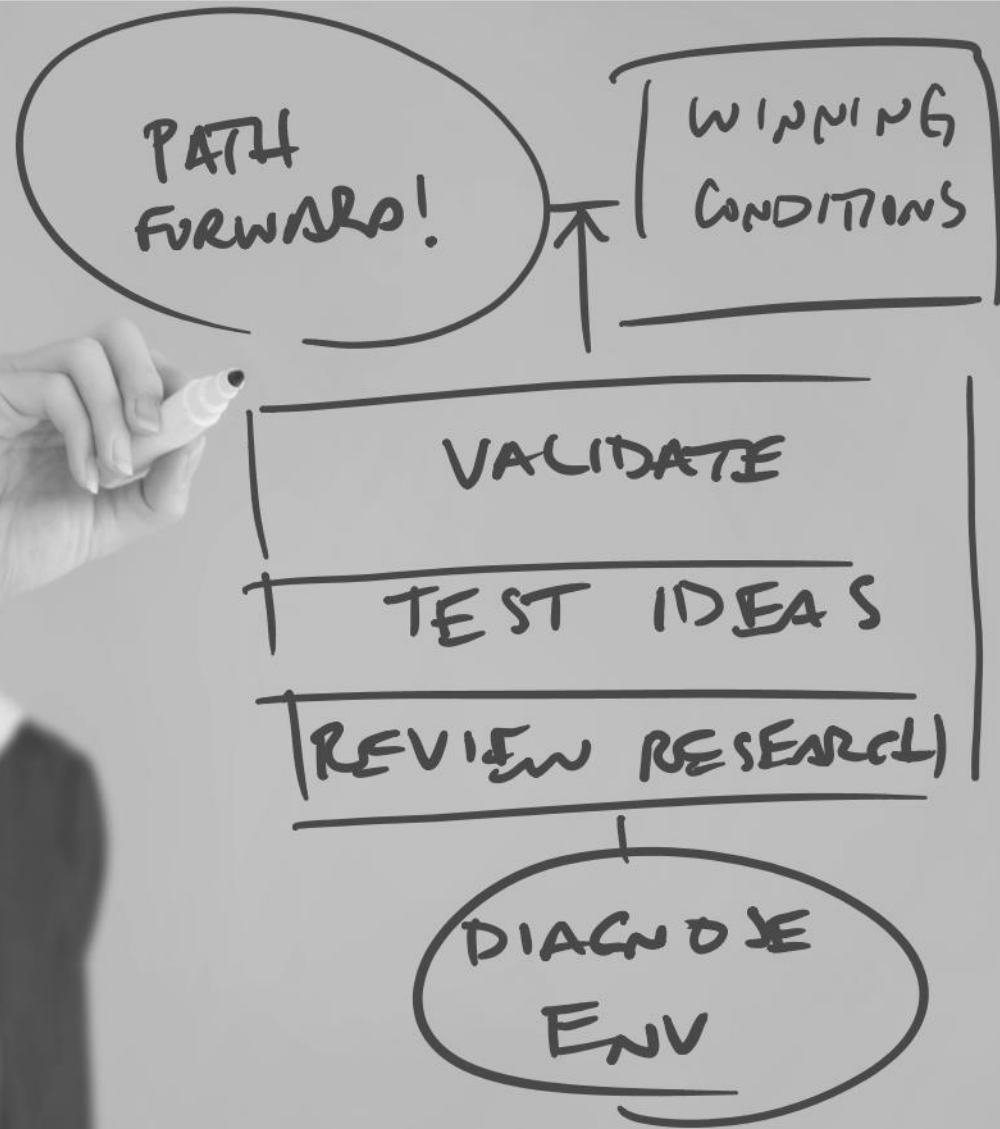 PATH
FORWARD!
WINNING
CONDITIONS
VALIDATE
TEST IDEAS
REVIEW RESEARCH
DIAGNOSE
ENV